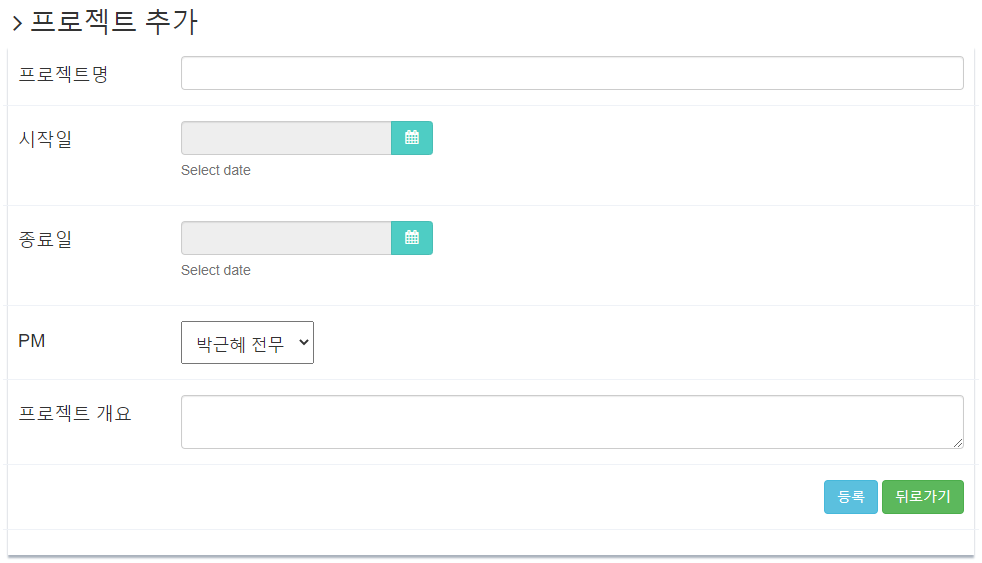 프로젝트 추가
프로젝트명
시작일
Select date
종료일
Select date
PM
박근혜 전무
프로젝트 개요
등록 뒤로가기